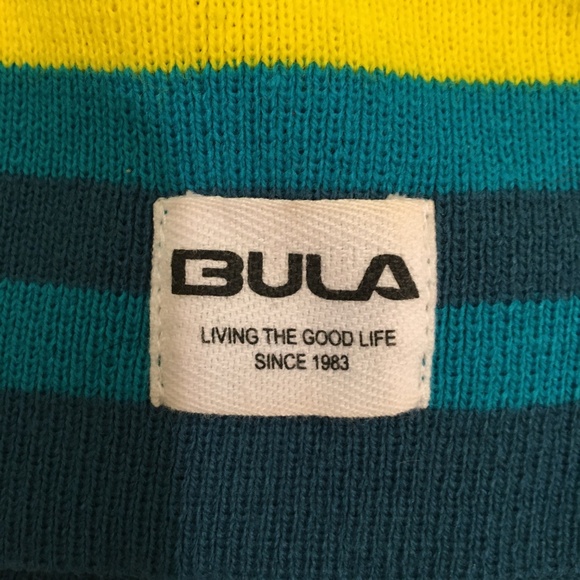 BULA
LIVING THE GOOD LIFE
SINCE 1983